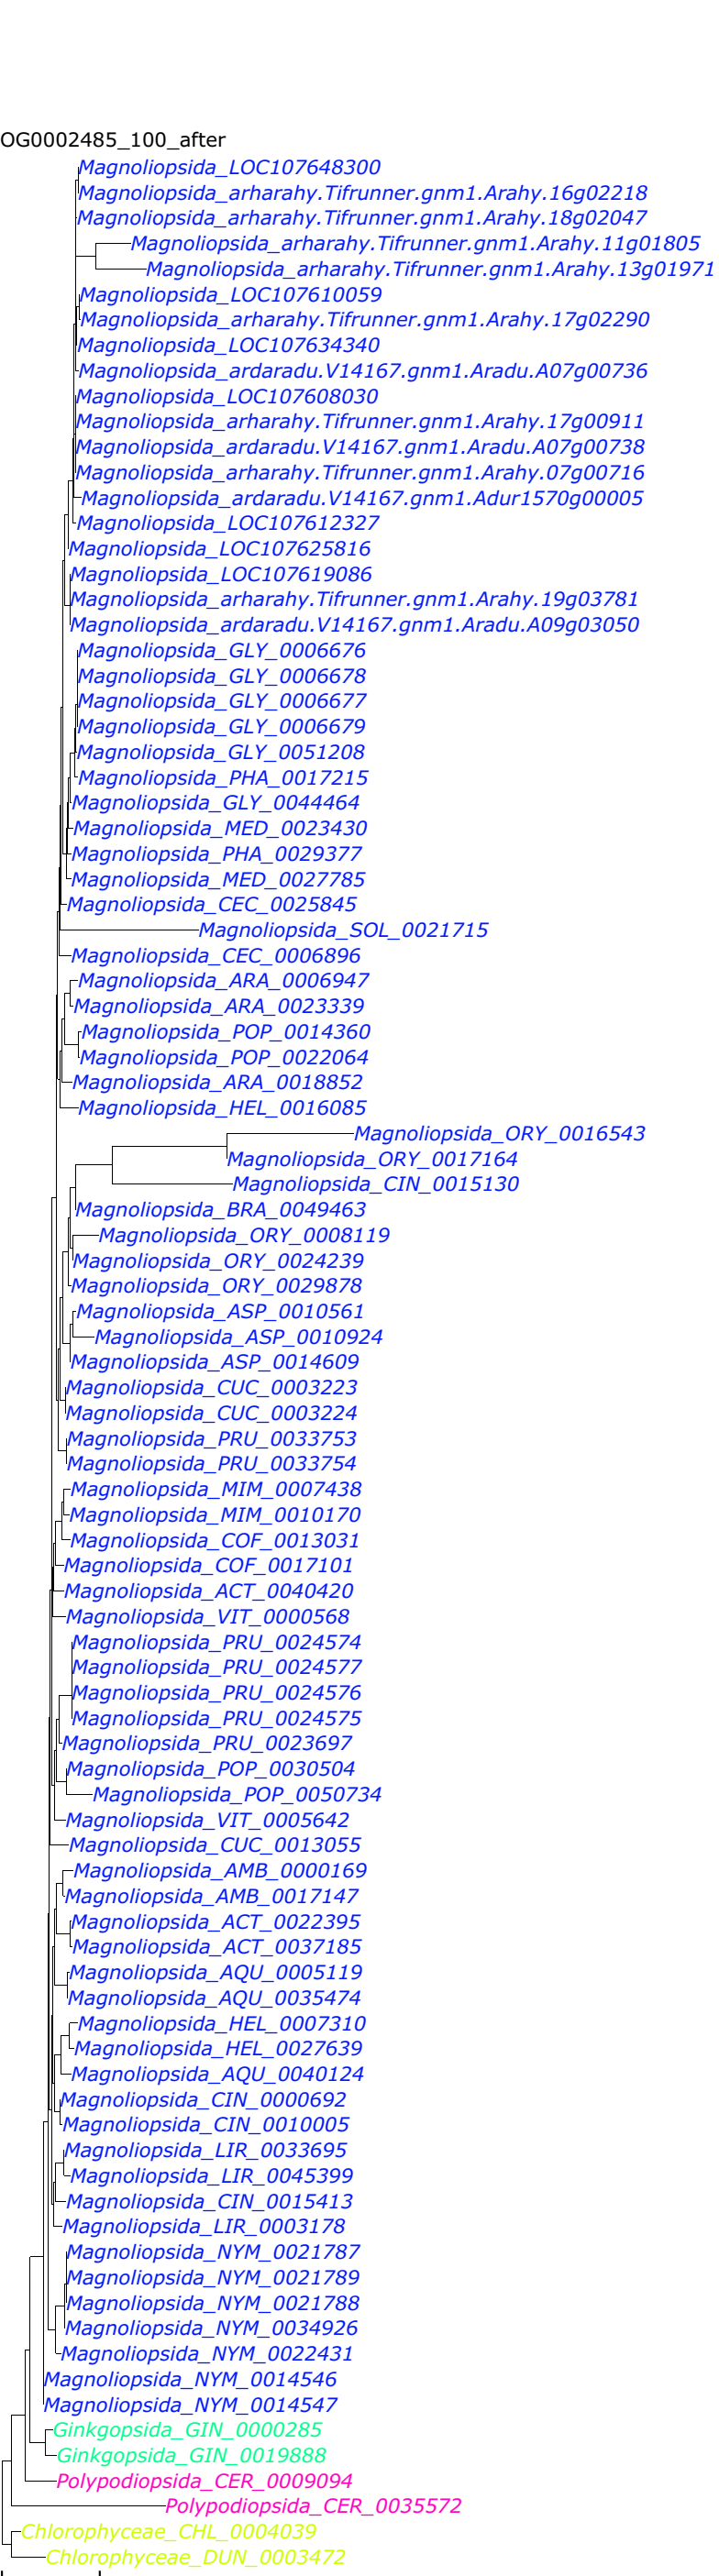 OG0002485_100_after
Magnoliopsida_LOC107648300
Magnoliopsida_arharahy.Tifrunner.gnm1.Arahy.16g02218
Magnoliopsida_arharahy.Tifrunner.gnm1.Arahy.18g02047
Magnoliopsida_arharahy.Tifrunner.gnm1.Arahy.11g01805
Magnoliopsida_arharahy.Tifrunner.gnm1.Arahy.13g01971
Magnoliopsida_LOC107610059
Magnoliopsida_arharahy.Tifrunner.gnm1.Arahy.17g02290
Magnoliopsida_LOC107634340
Magnoliopsida_ardaradu.V14167.gnm1.Aradu.A07g00736
Magnoliopsida_LOC107608030
Magnoliopsida_arharahy.Tifrunner.gnm1.Arahy.17g00911
Magnoliopsida_ardaradu.V14167.gnm1.Aradu.A07g00738
Magnoliopsida_arharahy.Tifrunner.gnm1.Arahy.07g00716
Magnoliopsida_ardaradu.V14167.gnm1.Adur1570g00005
Magnoliopsida_LOC107612327
Magnoliopsida_LOC107625816
Magnoliopsida_LOC107619086
Magnoliopsida_arharahy.Tifrunner.gnm1.Arahy.19g03781
Magnoliopsida_ardaradu.V14167.gnm1.Aradu.A09g03050
Magnoliopsida_GLY_0006676
Magnoliopsida_GLY_0006678
Magnoliopsida_GLY_0006677
Magnoliopsida_GLY_0006679
Magnoliopsida_GLY_0051208
Magnoliopsida_PHA_0017215
Magnoliopsida_GLY_0044464
Magnoliopsida_MED_0023430
Magnoliopsida_PHA_0029377
Magnoliopsida_MED_0027785
Magnoliopsida_CEC_0025845
Magnoliopsida_SOL_0021715
Magnoliopsida_CEC_0006896
Magnoliopsida_ARA_0006947
Magnoliopsida_ARA_0023339
Magnoliopsida_POP_0014360
Magnoliopsida_POP_0022064
Magnoliopsida_ARA_0018852
Magnoliopsida_HEL_0016085
Magnoliopsida_ORY_0016543
Magnoliopsida_ORY_0017164
Magnoliopsida_CIN_0015130
Magnoliopsida_BRA_0049463
Magnoliopsida_ORY_0008119
Magnoliopsida_ORY_0024239
Magnoliopsida_ORY_0029878
Magnoliopsida_ASP_0010561
Magnoliopsida_ASP_0010924
Magnoliopsida_ASP_0014609
Magnoliopsida_CUC_0003223
Magnoliopsida_CUC_0003224
Magnoliopsida_PRU_0033753
Magnoliopsida_PRU_0033754
Magnoliopsida_MIM_0007438
Magnoliopsida_MIM_0010170
Magnoliopsida_COF_0013031
Magnoliopsida_COF_0017101
Magnoliopsida_ACT_0040420
Magnoliopsida_VIT_0000568
Magnoliopsida_PRU_0024574
Magnoliopsida_PRU_0024577
Magnoliopsida_PRU_0024576
Magnoliopsida_PRU_0024575
Magnoliopsida_PRU_0023697
Magnoliopsida_POP_0030504
Magnoliopsida_POP_0050734
Magnoliopsida_VIT_0005642
Magnoliopsida_CUC_0013055
Magnoliopsida_AMB_0000169
Magnoliopsida_AMB_0017147
Magnoliopsida_ACT_0022395
Magnoliopsida_ACT_0037185
Magnoliopsida_AQU_0005119
Magnoliopsida_AQU_0035474
Magnoliopsida_HEL_0007310
Magnoliopsida_HEL_0027639
Magnoliopsida_AQU_0040124
Magnoliopsida_CIN_0000692
Magnoliopsida_CIN_0010005
Magnoliopsida_LIR_0033695
Magnoliopsida_LIR_0045399
Magnoliopsida_CIN_0015413
Magnoliopsida_LIR_0003178
Magnoliopsida_NYM_0021787
Magnoliopsida_NYM_0021789
Magnoliopsida_NYM_0021788
Magnoliopsida_NYM_0034926
Magnoliopsida_NYM_0022431
Magnoliopsida_NYM_0014546
Magnoliopsida_NYM_0014547
Ginkgopsida_GIN_0000285
Ginkgopsida_GIN_0019888
Polypodiopsida_CER_0009094
Polypodiopsida_CER_0035572
Chlorophyceae_CHL_0004039
Chlorophyceae_DUN_0003472